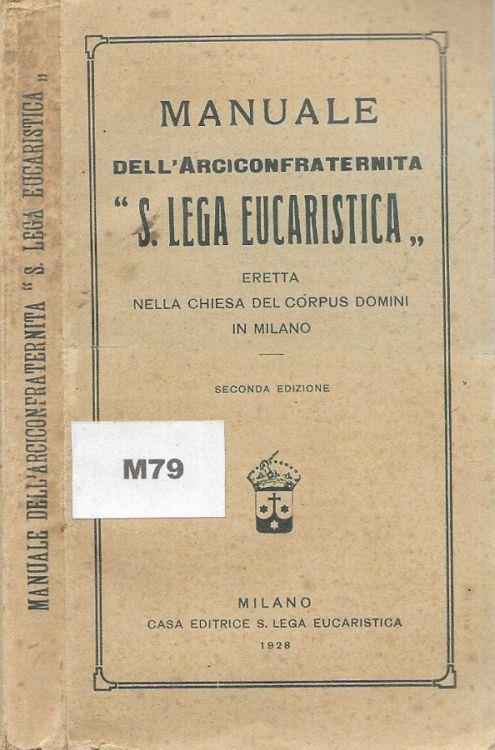 MANUALE DELL'ARCICONFRATERNITA " S. LEGA EUCARISTICA „
MANUALE
DELL'ARCICONFRATERNITA
" S. LEGA EUCARISTICA „
ERETTA
NELLA CHIESA DEL CORPUS DOMINI
IN MILANO
SECONDA EDIZIONE
M79
MILANO
CASA EDITRICE S. LEGA EUCARISTICA
1928